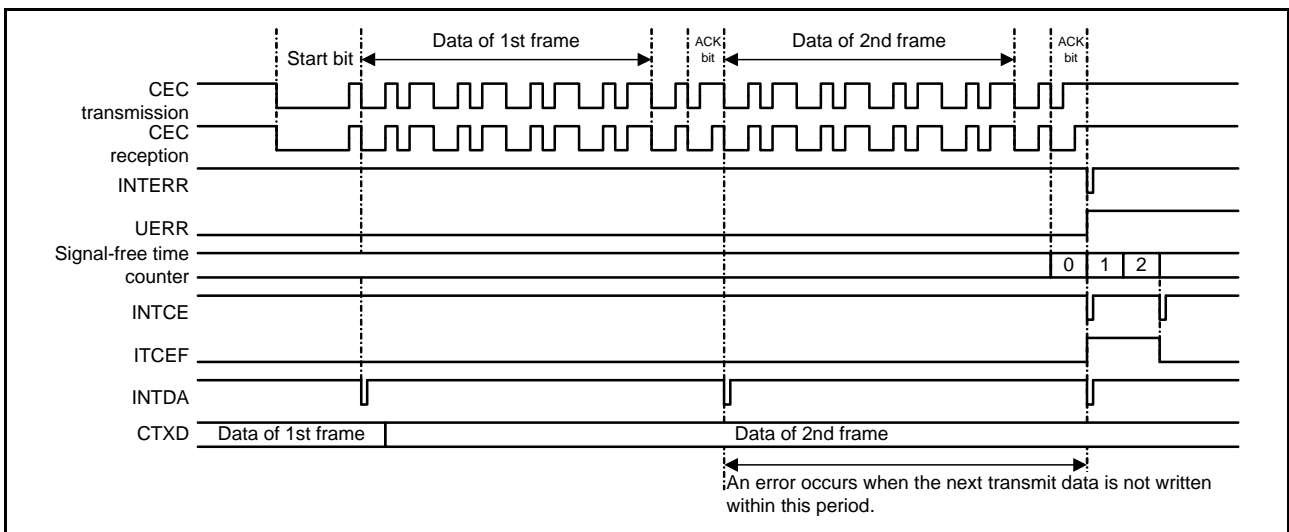 Data of 1st frame
ACK
bit
Data of 2nd frame
ACK
bit
Start bit
CEC
transmission
CEC
reception
INTERR
UERR
Signal-free time
counter
0 1 2
INTCE
ITCEF
INTDA
CTXD Data of 1st frame Data of 2nd frame
An error occurs when the next transmit data is not written
within this period.